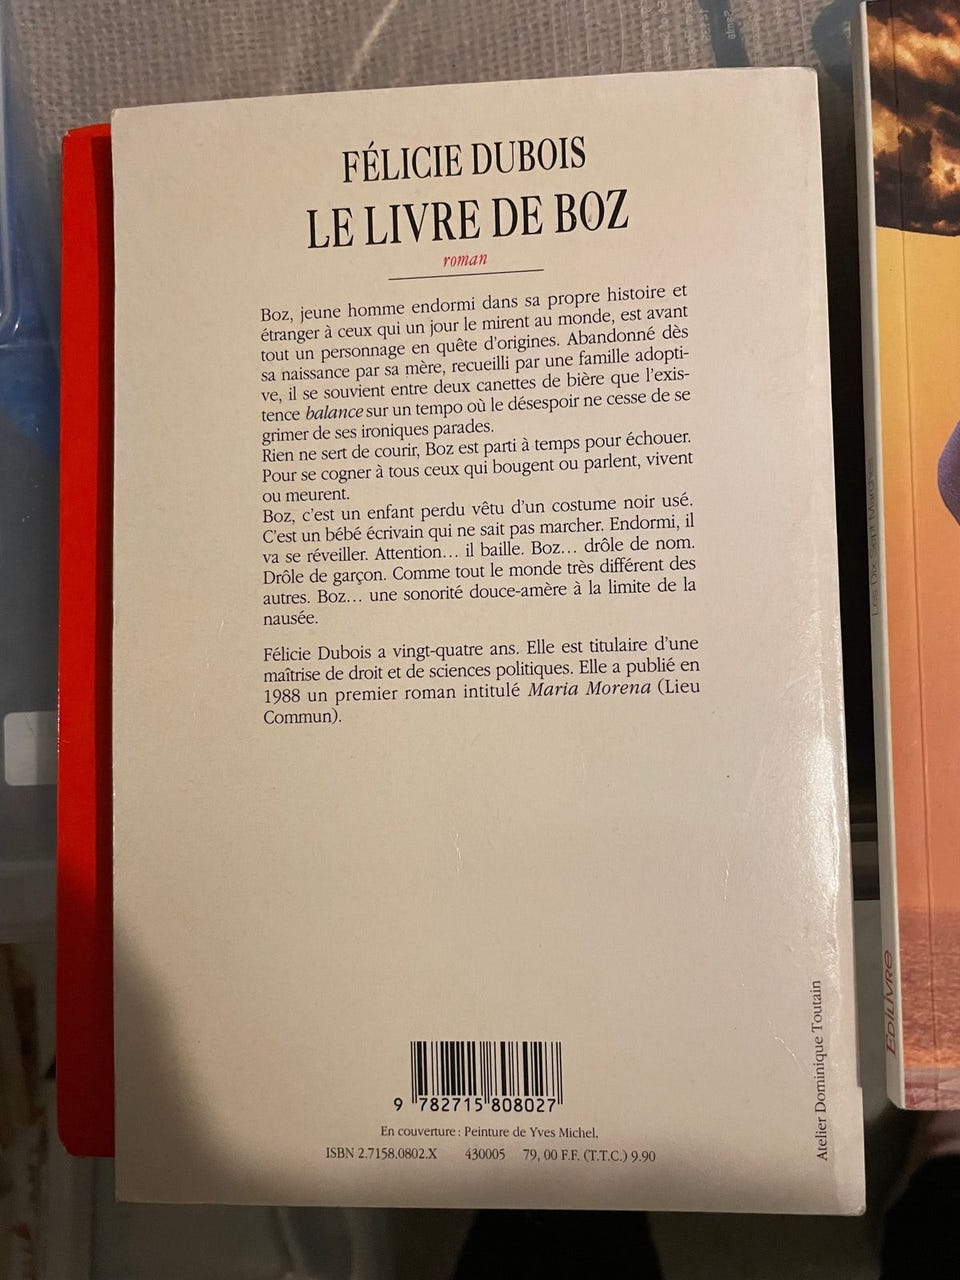 FÉLICIE DUBOIS
LE LIVRE DE BOZ
roman
Boz, jeune homme endormi dans sa propre histoire et
étranger à ceux qui un jour le mirent au monde, est avant
tout un personnage en quête d'origines. Abandonné dès
sa naissance par sa mère, recueilli par une famille adopti-
ve, il se souvient entre deux canettes de bière que l'exis-
tence balance sur un tempo où le désespoir ne cesse de se
grimer de ses ironiques parades.
Rien ne sert de courir, Boz est parti à temps pour échouer.
Pour se cogner à tous ceux qui bougent ou parlent, vivent
ou meurent.
Boz, c'est un enfant perdu vêtu d'un costume noir usé.
C'est un bébé écrivain qui ne sait pas marcher. Endormi, il
va se réveiller. Attention... il baille. Boz... drôle de nom.
Drôle de garçon. Comme tout le monde très différent des
autres. Boz... une sonorité douce-amère à la limite de la
nausée.
Félicie Dubois a vingt-quatre ans. Elle est titulaire d'une
maîtrise de droit et de sciences politiques. Elle a publié en
1988 un premier roman intitulé Maria Morena (Lieu
Commun).
9 782715 808027
En couverture : Peinture de Yves Michel.
ISBN 2.7158.0802.X 430005 79, 00 F.F. (T.T.C.) 9.90
Atelier Dominique Toutain
Les Dix Sept Marches
EDILIVRE